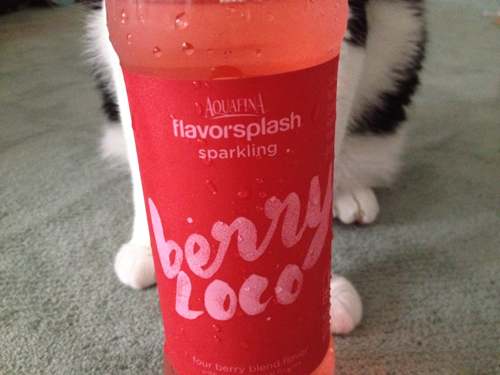 AQUAFINA
flavorsplash
sparkling
berry
LOCO
four berry blend flavor